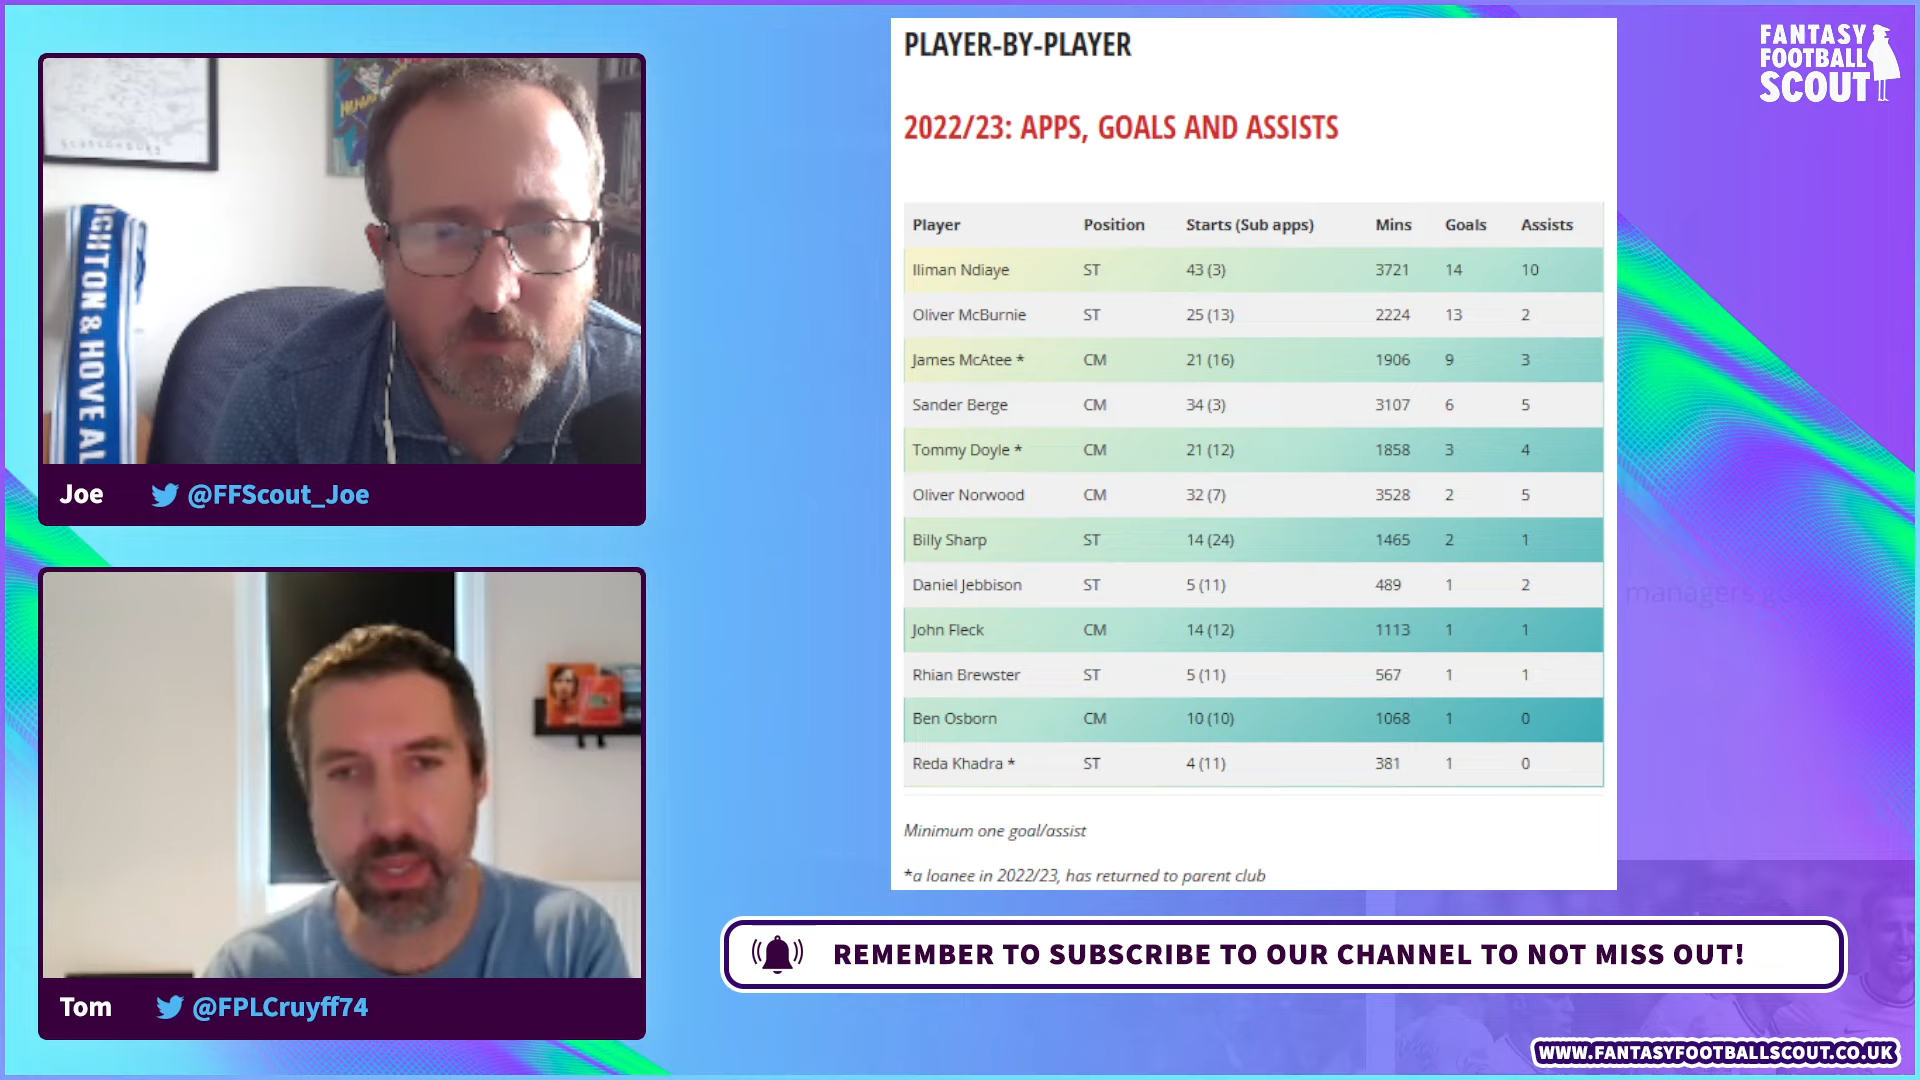 IGHTON & HOVE AL
Joe @FFScout_Joe
Tom @FPLCruyff74
PLAYER-BY-PLAYER
2022/23: APPS, GOALS AND ASSISTS
Player Position Starts (Sub apps) Mins Goals Assists
Iliman Ndiaye ST 43 (3) 3721 14 10
Oliver McBurnie ST 25 (13) 2224 13 2
James McAtee * CM 21 (16) 1906 9 3
Sander Berge CM 34 (3) 3107 6 5
Tommy Doyle * CM 21 (12) 1858 3 4
Oliver Norwood CM 32 (7) 3528 2 5
Billy Sharp ST 14 (24) 1465 2 1
Daniel Jebbison ST 5 (11) 489 1 2
John Fleck CM 14 (12) 1113 1 1
Rhian Brewster ST 5 (11) 567 1 1
Ben Osborn CM 10 (10) 1068 1 0
Reda Khadra * ST 4 (11) 381 1 0
Minimum one goal/assist
*a loanee in 2022/23, has returned to parent club
FANTASY
FOOTBALL
SCOUT
managers
REMEMBER TO SUBSCRIBE TO OUR CHANNEL TO NOT MISS OUT!
WWW.FANTASYFOOTBALLSCOUT.CO.UK